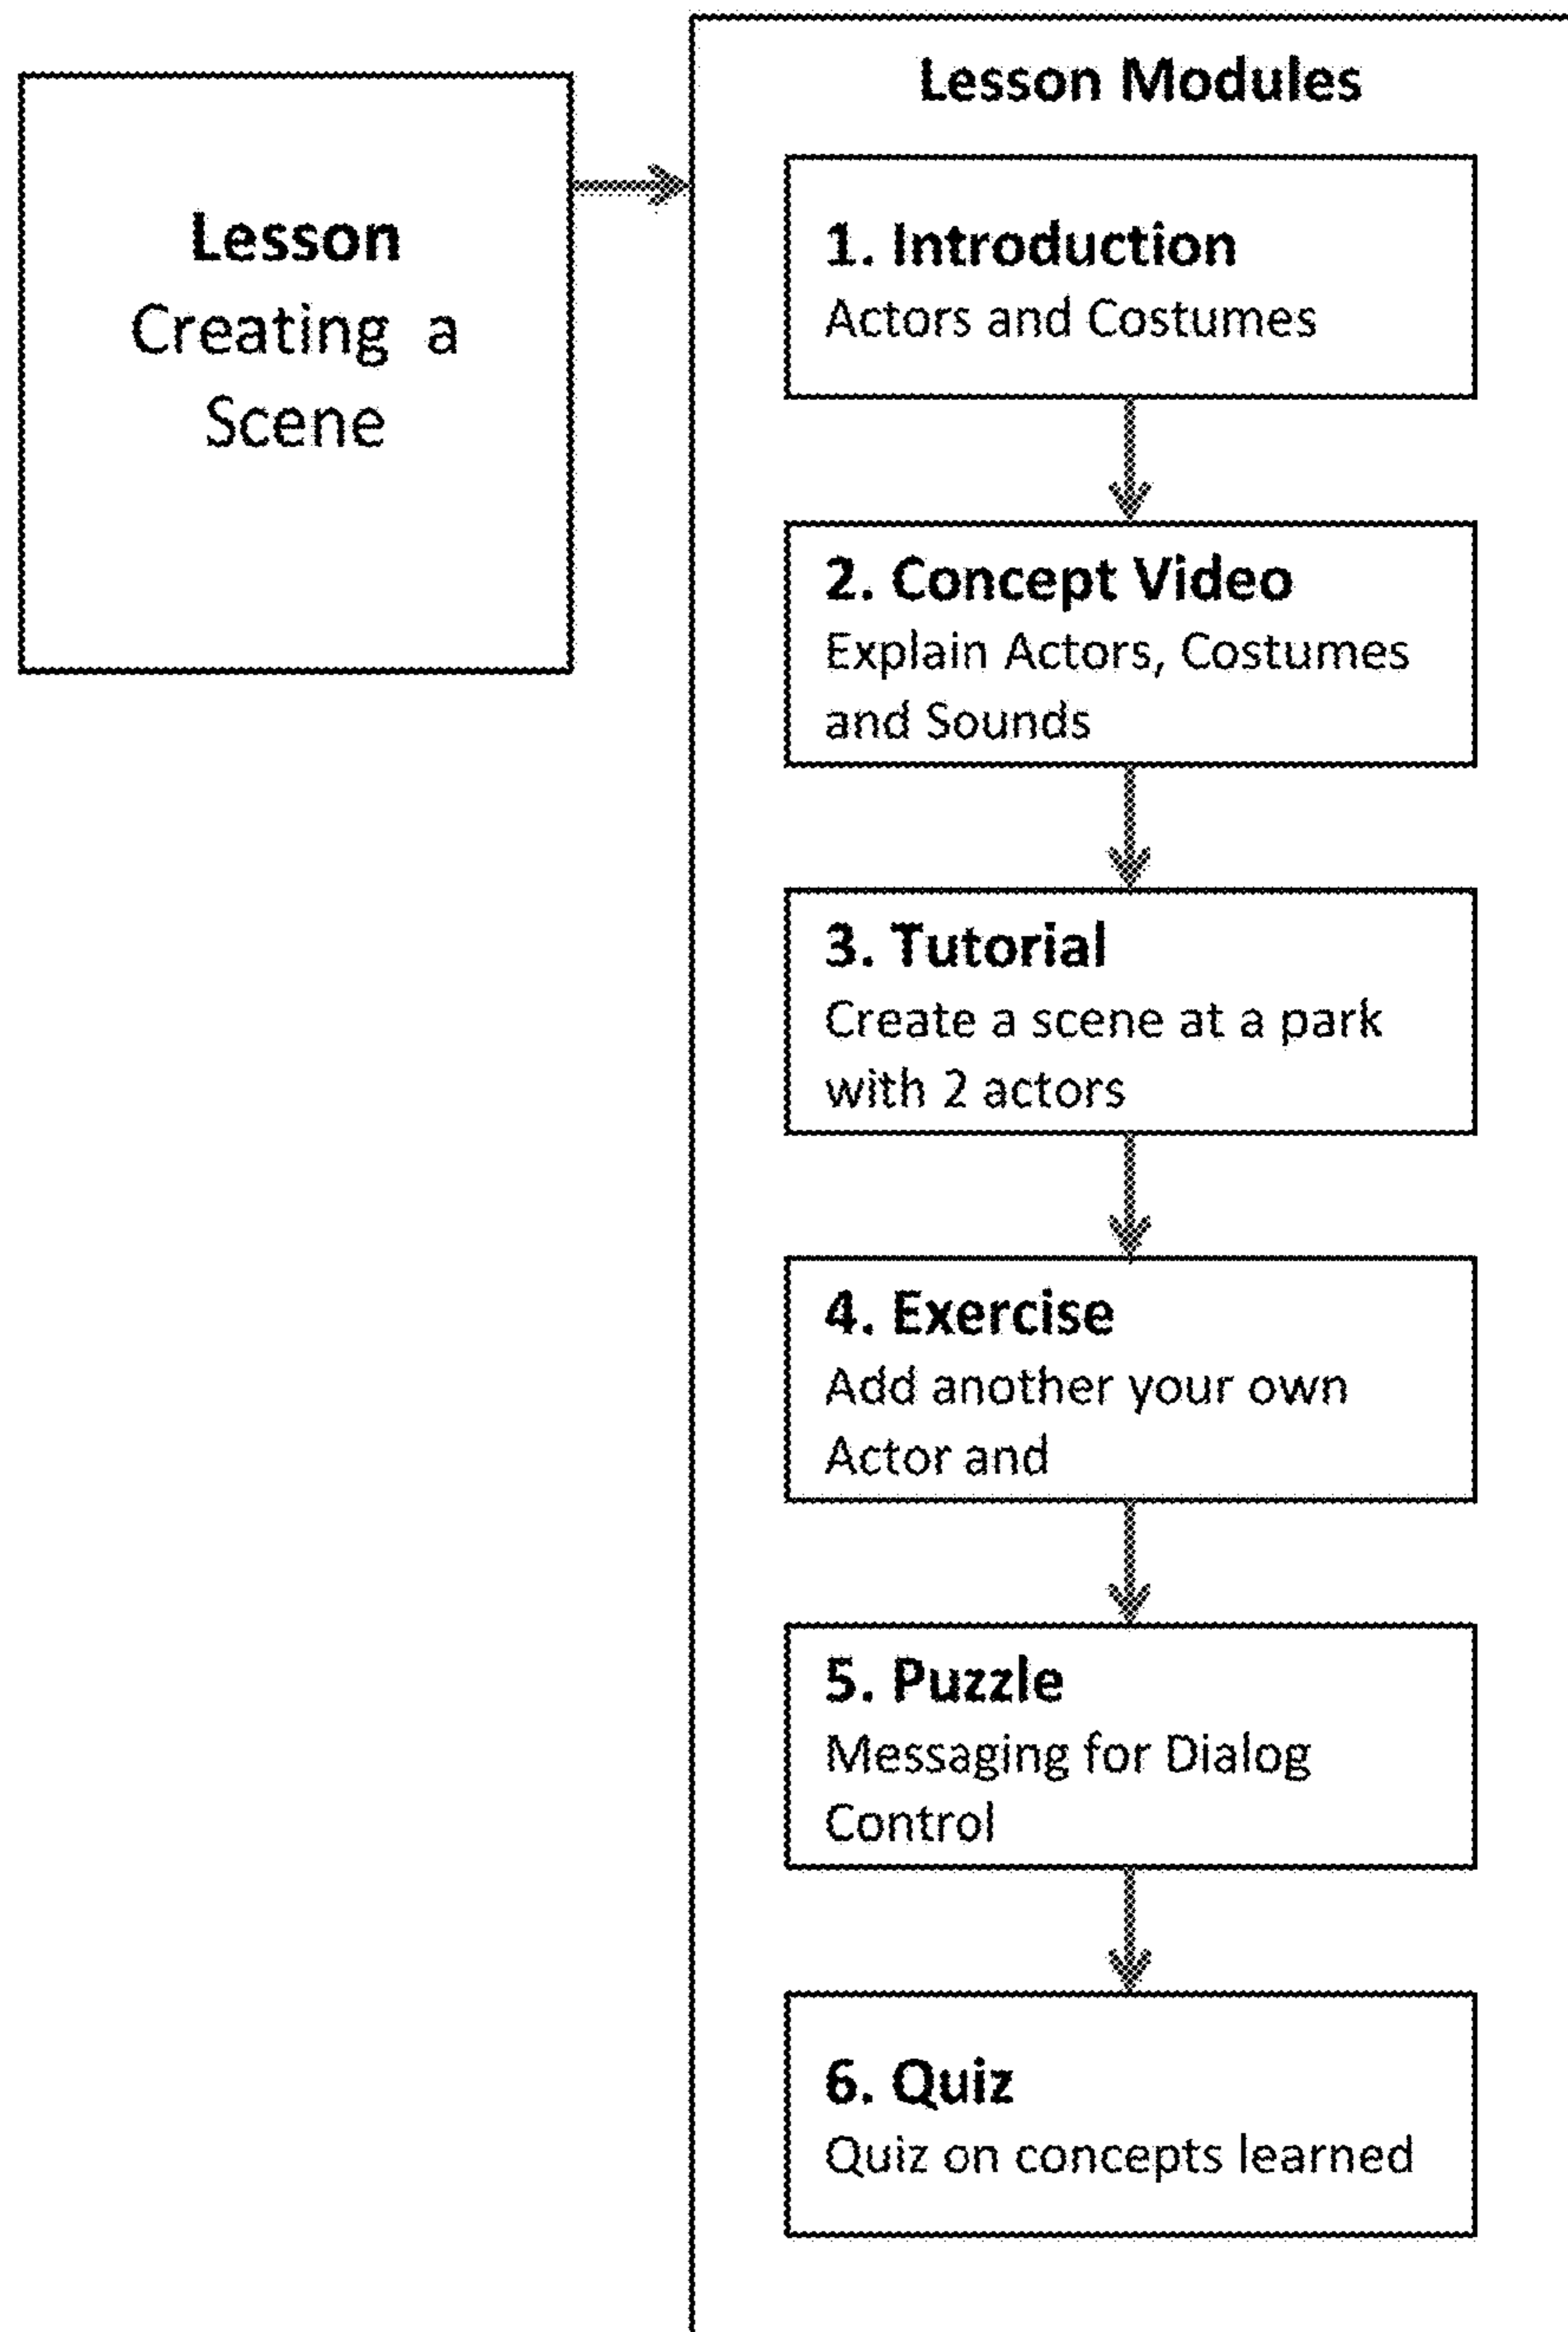 Lesson
Creating a
Scene
Lesson Modules
1. Introduction
Actors and Costumes
2. Concept Video
Explain Actors, Costumes
and Sounds
3. Tutorial
Create a scene at a park
with 2 actors
4. Exercise
Add another your own
Actor and
5. Puzzle
Messaging for Dialog
Control
6. Quiz
Quiz on concepts learned